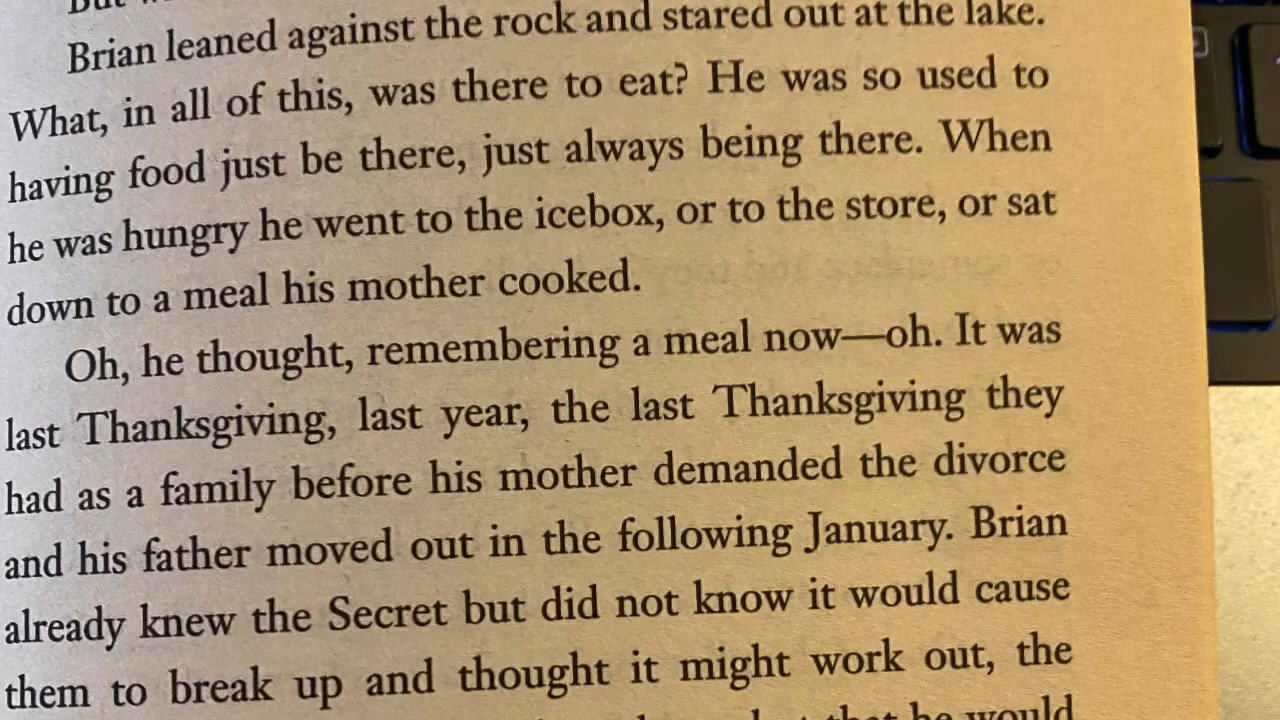 But
Brian leaned against the rock and stared out at the lake.
What, in all of this, was there to eat? He was so used to
having food just be there, just always being there. When
he was hungry he went to the icebox, or to the store, or sat
down to a meal his mother cooked.
Oh, he thought, remembering a meal now—oh. It was
last Thanksgiving, last year, the last Thanksgiving they
had as a family before his mother demanded the divorce
and his father moved out in the following January. Brian
already knew the Secret but did not know it would cause
them to break up and thought it might work out, the
that he would